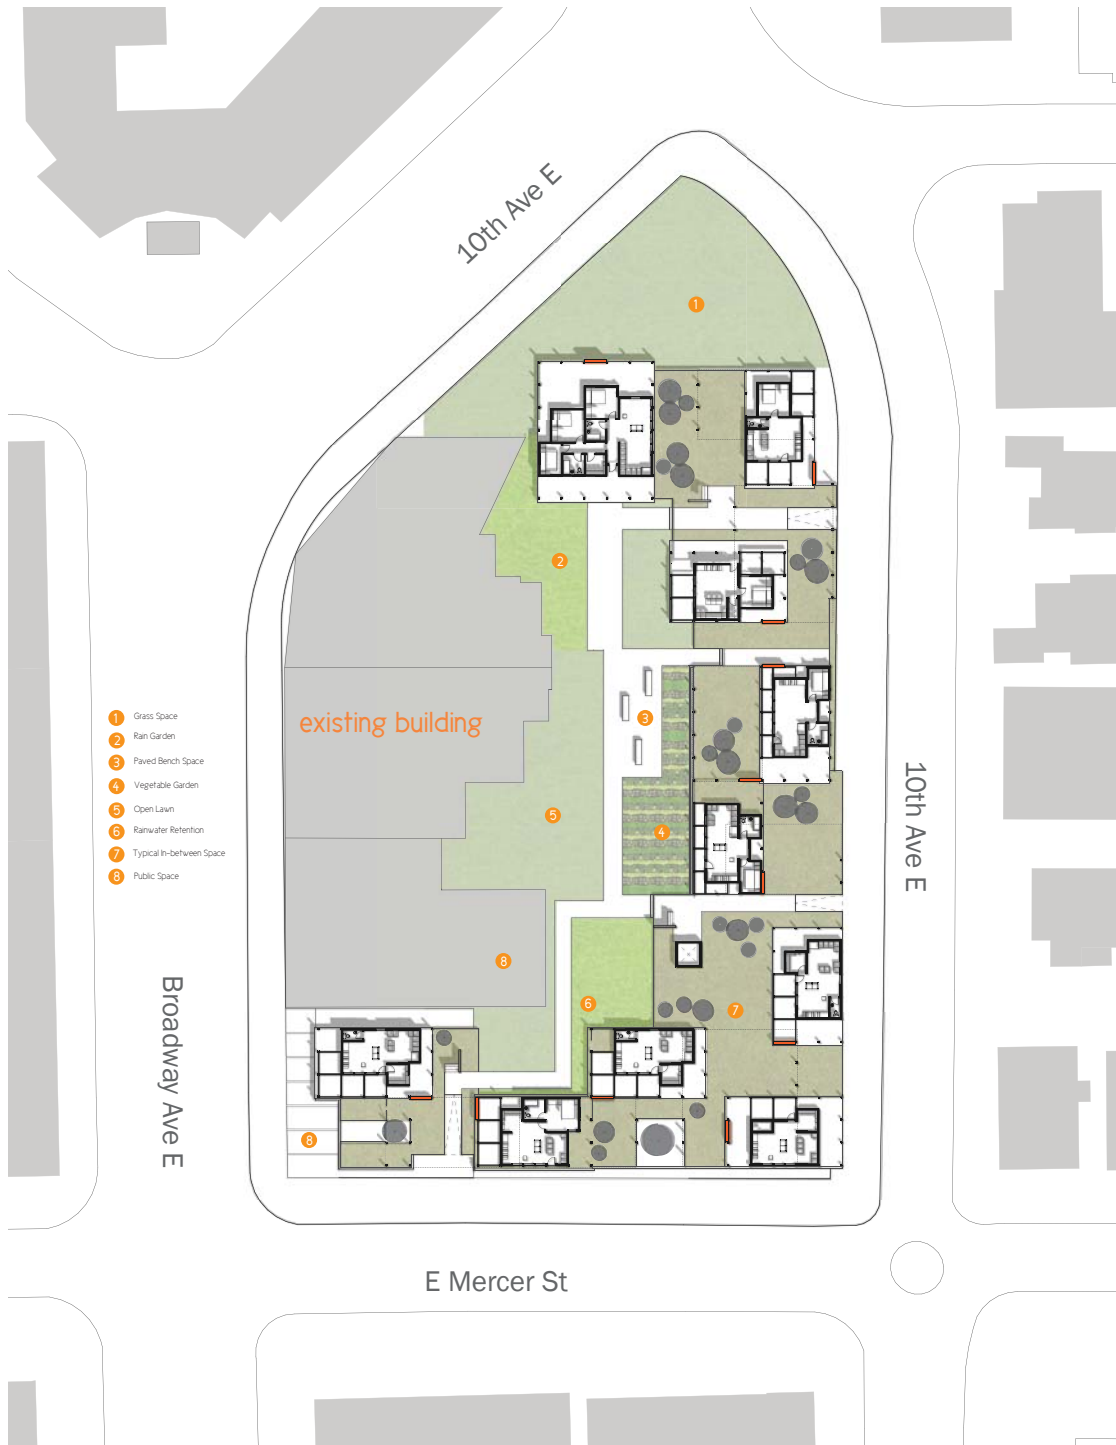 10th Ave E
1
2
existing building
3
1 Grass Space
2 Rain Garden
3 Paved Bench Space
4 Vegetable Garden
5 Open Lawn
6 Rainwater Retention
7 Typical In-between Space
8 Public Space
5
4
10th Ave E
8
6
7
Broadway Ave E
8
E Mercer St